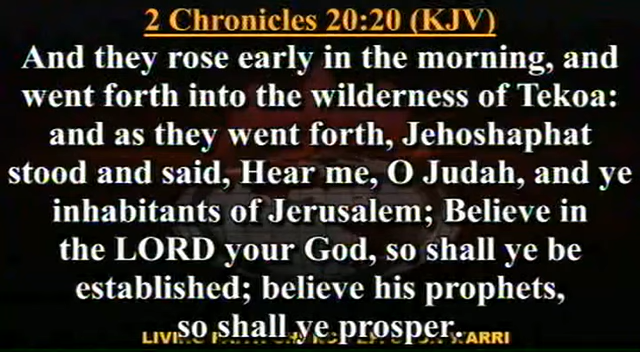 2 Chronicles 20:20 (KJV)
And they rose early in the morning, and
went forth into the wilderness of Tekoa:
and as they went forth, Jehoshaphat
stood and said, Hear me, O Judah, and ye
inhabitants of Jerusalem; Believe in
the LORD your God, so shall ye be
established; believe his prophets,
so shall ye prosper.
WARRI